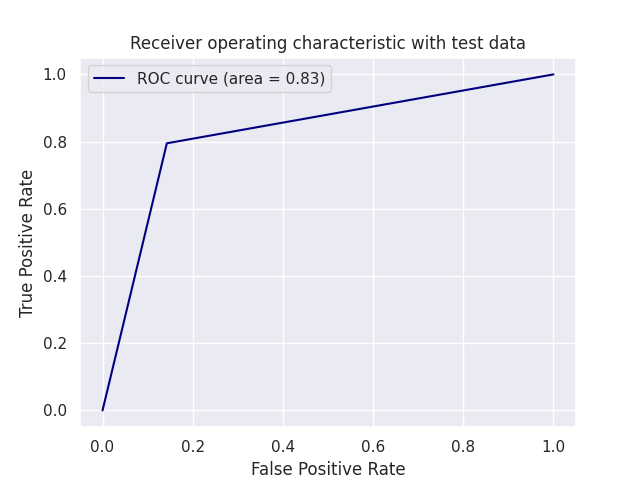 Receiver operating characteristic with test data
ROC curve (area = 0.83)
True Positive Rate
1.0
0.8
0.6
0.4
0.2
0.0
0.0 0.2 0.4 0.6 0.8 1.0
False Positive Rate